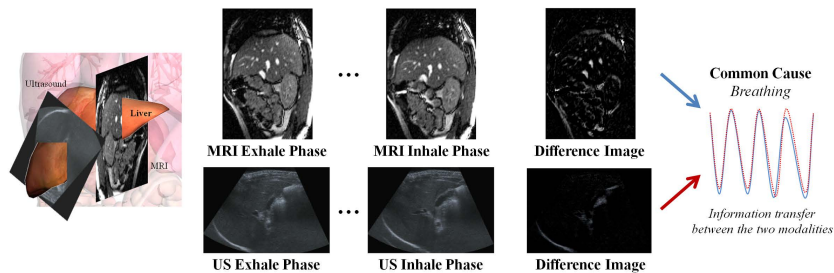 Ultrasound
Liver
MRI
...
MRI Exhale Phase
MRI Inhale Phase
Difference Image
...
US Exhale Phase
US Inhale Phase
Difference Image
Common Cause
Breathing
Information transfer
between the two modalities